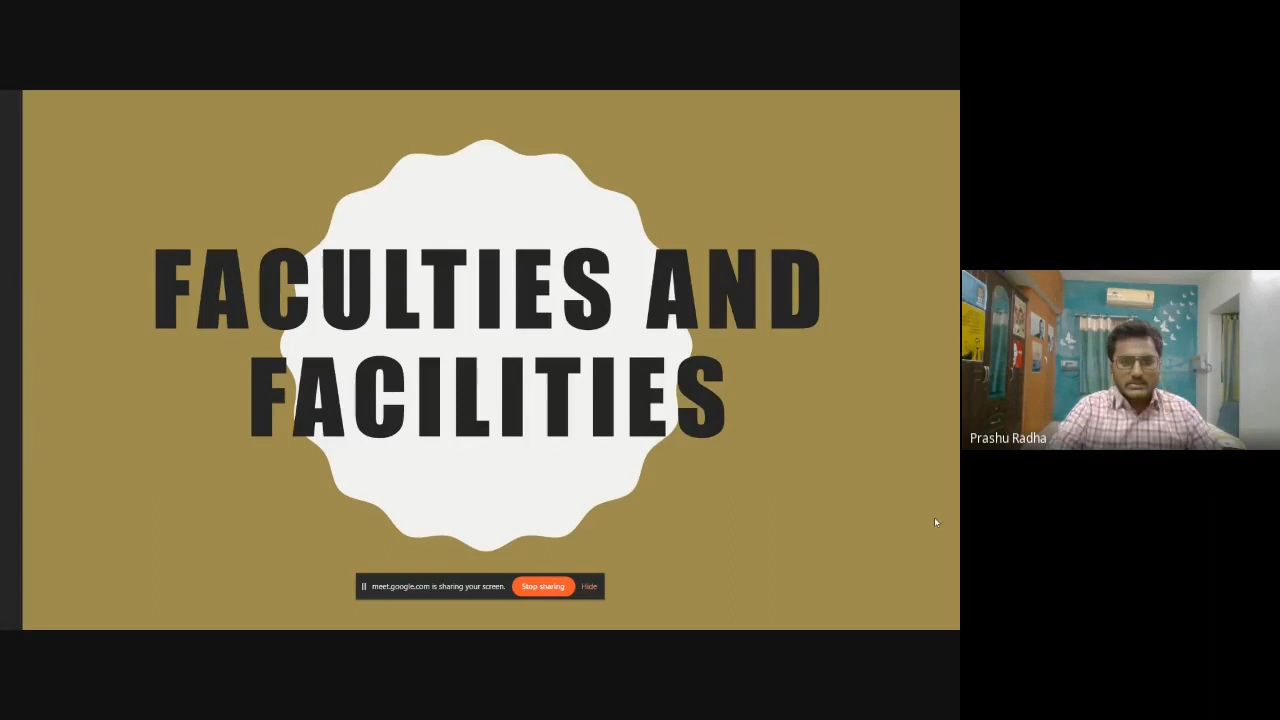 FACULTIES AND
FACILITIES
meet.google.com is sharing your screen. Stop sharing Hide
Prashu Radha